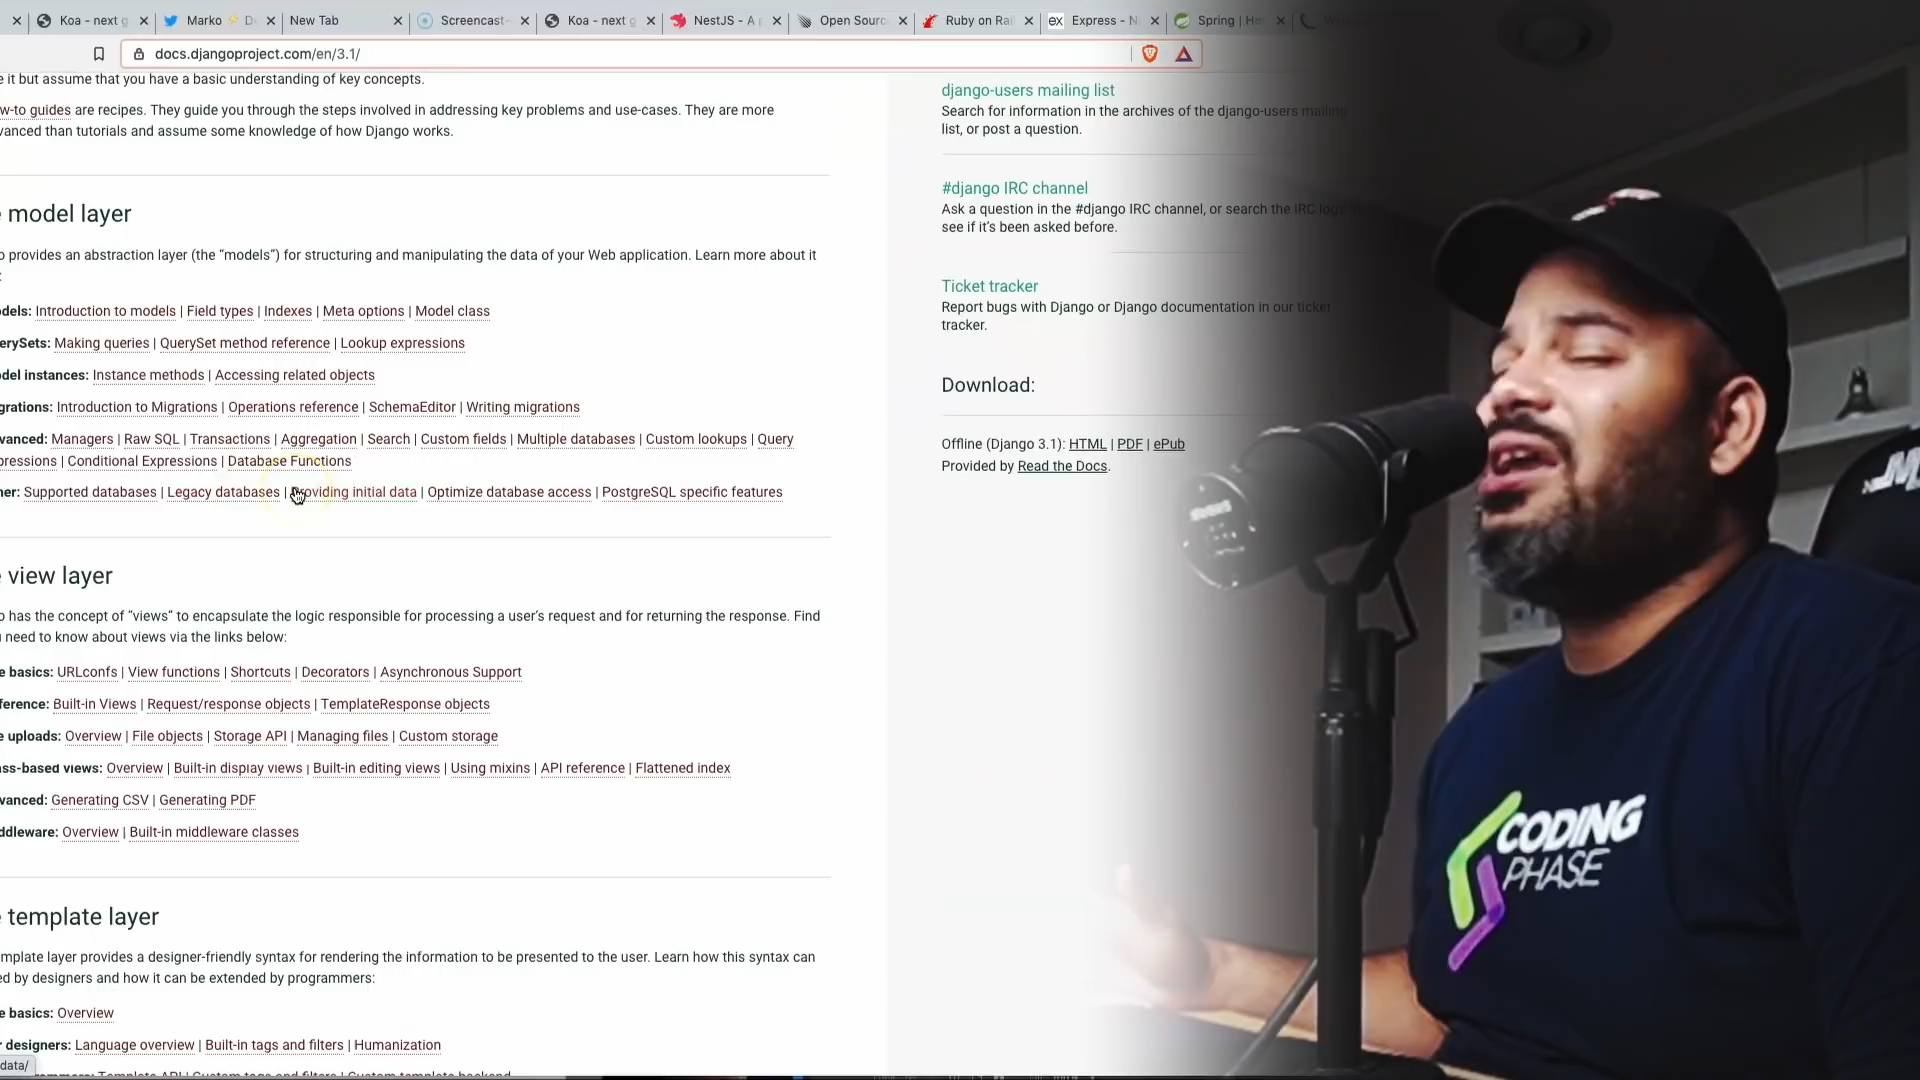 Koa - next g
Marko ⚡ D
New Tab
Screencast-
Koa - next g
NestJS - A p
Open Sourc
Ruby on Rai
ex Express - N
Spring | Ho
docs.djangoproject.com/en/3.1/
e it but assume that you have a basic understanding of key concepts.
w-to guides are recipes. They guide you through the steps involved in addressing key problems and use-cases. They are more
vanced than tutorials and assume some knowledge of how Django works.
e model layer
o provides an abstraction layer (the “models”) for structuring and manipulating the data of your Web application. Learn more about it
:
dels: Introduction to models | Field types | Indexes | Meta options | Model class
erySets: Making queries | QuerySet method reference | Lookup expressions
del instances: Instance methods | Accessing related objects
grations: Introduction to Migrations | Operations reference | SchemaEditor | Writing migrations
vanced: Managers | Raw SQL | Transactions | Aggregation | Search | Custom fields | Multiple databases | Custom lookups | Query
pressions | Conditional Expressions | Database Functions
her: Supported databases | Legacy databases | Providing initial data | Optimize database access | PostgreSQL specific features
e view layer
o has the concept of “views” to encapsulate the logic responsible for processing a user’s request and for returning the response. Find
u need to know about views via the links below:
e basics: URLconfs | View functions | Shortcuts | Decorators | Asynchronous Support
ference: Built-in Views | Request/response objects | TemplateResponse objects
e uploads: Overview | File objects | Storage API | Managing files | Custom storage
ass-based views: Overview | Built-in display views | Built-in editing views | Using mixins | API reference | Flattened index
vanced: Generating CSV | Generating PDF
ddleware: Overview | Built-in middleware classes
e template layer
mplate layer provides a designer-friendly syntax for rendering the information to be presented to the user. Learn how this syntax can
ed by designers and how it can be extended by programmers:
e basics: Overview
r designers: Language overview | Built-in tags and filters | Humanization
Template API | Custom tags and filters | Custom template backend
data/
django-users mailing list
Search for information in the archives of the django-users mailing
list, or post a question.
#django IRC channel
Ask a question in the #django IRC channel, or search the IRC logs
see if it’s been asked before.
Ticket tracker
Report bugs with Django or Django documentation in our ticket
tracker.
Download:
Offline (Django 3.1): HTML | PDF | ePub
Provided by Read the Docs.
CODING
PHASE